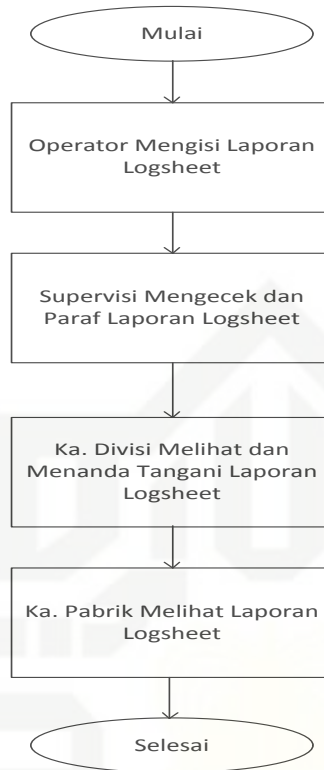 Mulai
Operator Mengisi Laporan
Logsheet
Supervisi Mengecek dan
Paraf Laporan Logsheet
Ka. Divisi Melihat dan
Menanda Tangani Laporan
Logsheet
Ka. Pabrik Melihat Laporan
Logsheet
Selesai